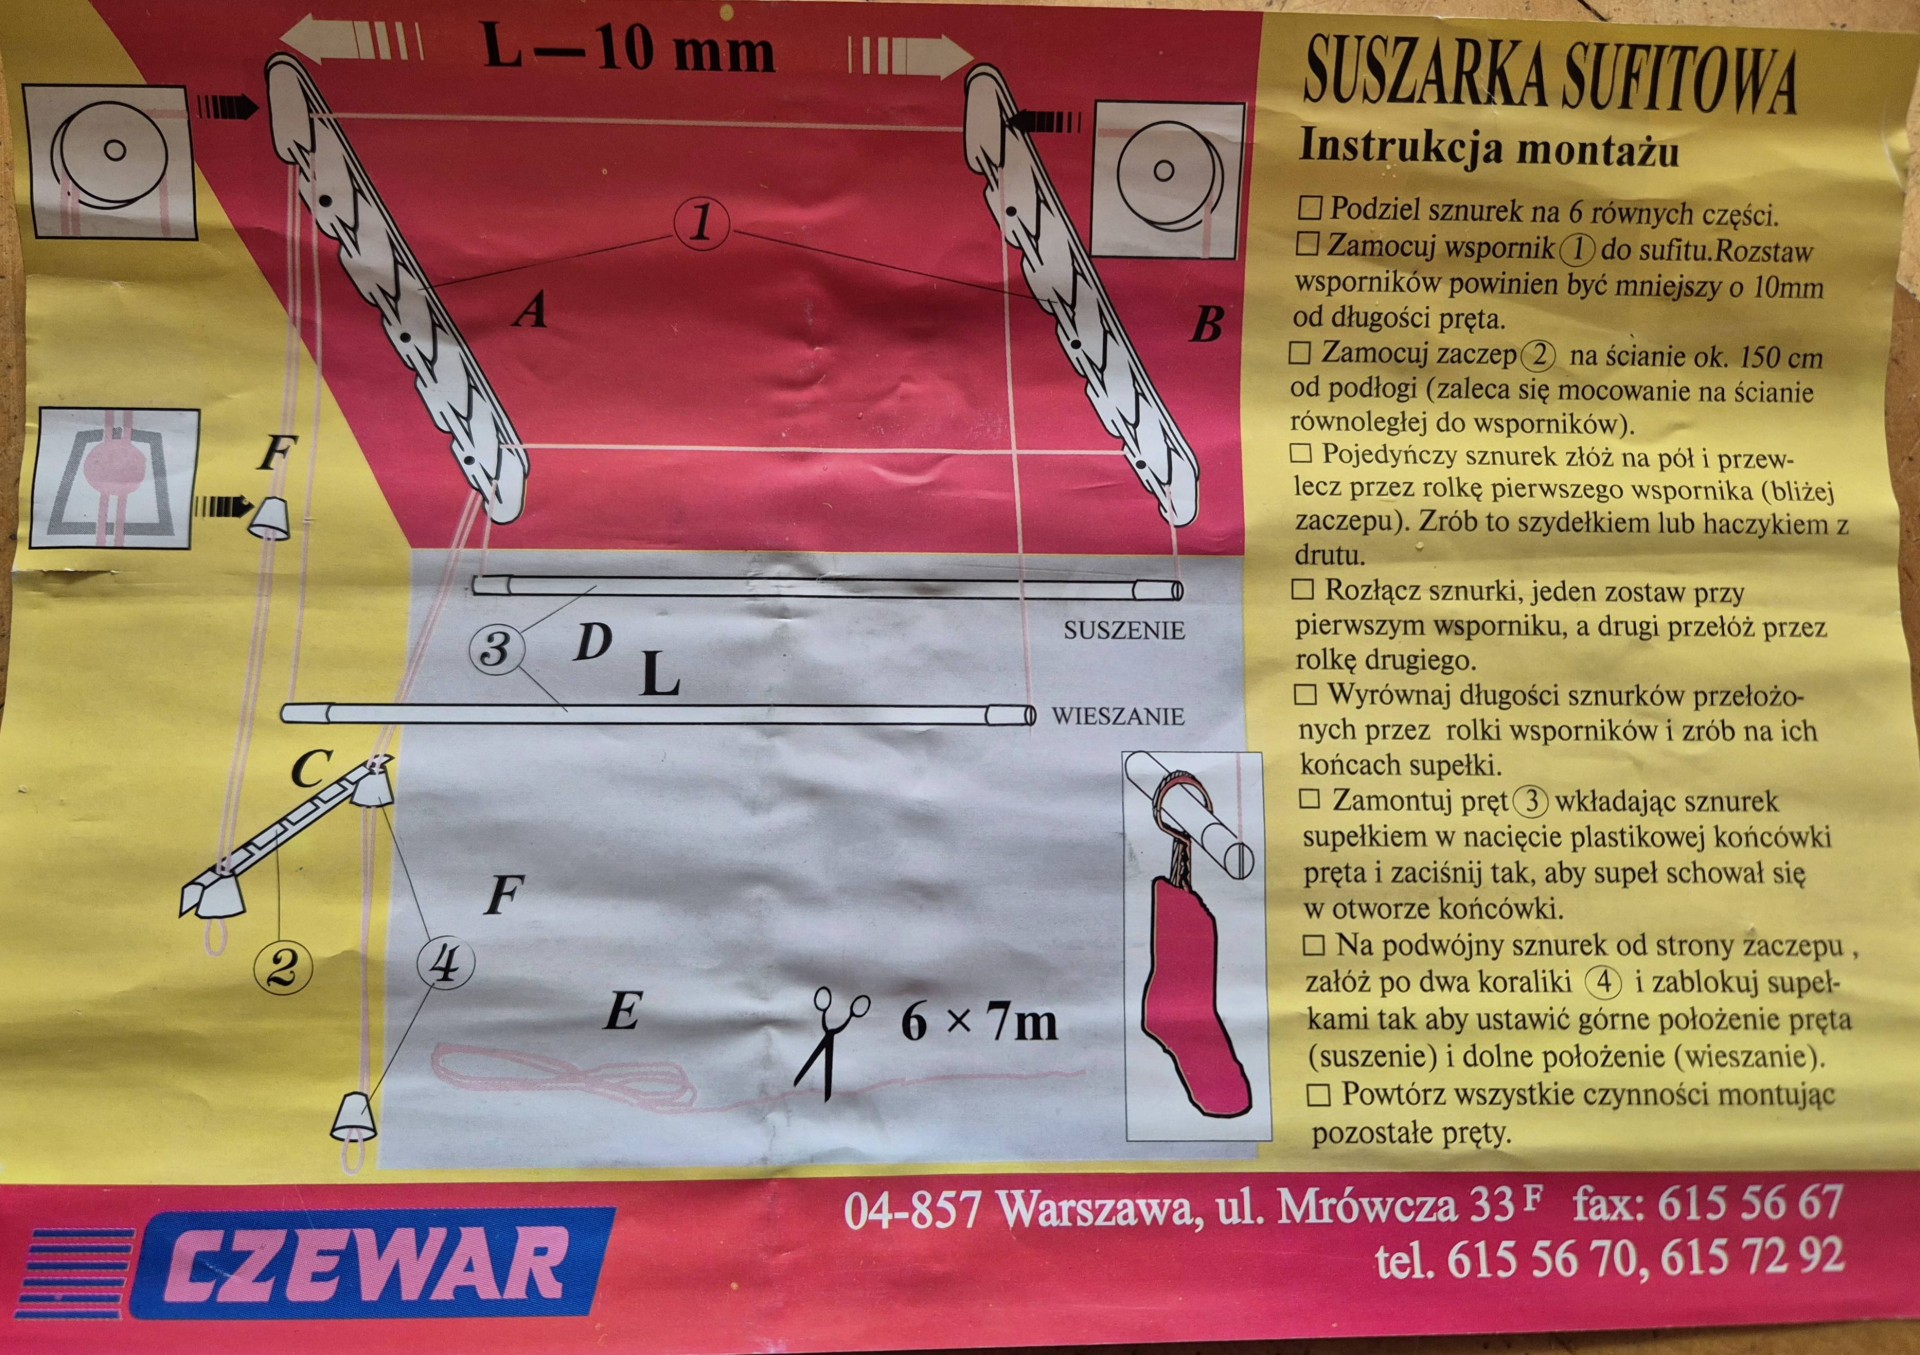 L – 10 mm
1
A
B
F
3
D
L
SUSZENIE
WIESZANIE
C
F
2
4
E
6 × 7m
SUSZARKA SUFITOWA
Instrukcja montażu
□ Podziel sznurek na 6 równych części.
□ Zamocuj wspornik ① do sufitu.Rozstaw
wsporników powinien być mniejszy o 10mm
od długości pręta.
□ Zamocuj zaczep ② na ścianie ok. 150 cm
od podłogi (zaleca się mocowanie na ścianie
równoległej do wsporników).
□ Pojedyńczy sznurek złóż na pół i przew-
lecz przez rolkę pierwszego wspornika (bliżej
zaczepu). Zrób to szydełkiem lub haczykiem z
drutu.
□ Rozłącz sznurki, jeden zostaw przy
pierwszym wsporniku, a drugi przełóż przez
rolkę drugiego.
□ Wyrównaj długości sznurków przełożo-
nych przez rolki wsporników i zrób na ich
końcach supełki.
□ Zamontuj pręt ③ wkładając sznurek
supełkiem w nacięcie plastikowej końcówki
pręta i zaciśnij tak, aby supeł schował się
w otworze końcówki.
□ Na podwójny sznurek od strony zaczepu ,
załóż po dwa koraliki ④ i zablokuj supeł-
kami tak aby ustawić górne położenie pręta
(suszenie) i dolne położenie (wieszanie).
□ Powtórz wszystkie czynności montując
pozostałe pręty.
CZEWAR
04-857 Warszawa, ul. Mrówcza 33 F fax: 615 56 67
tel. 615 56 70, 615 72 92